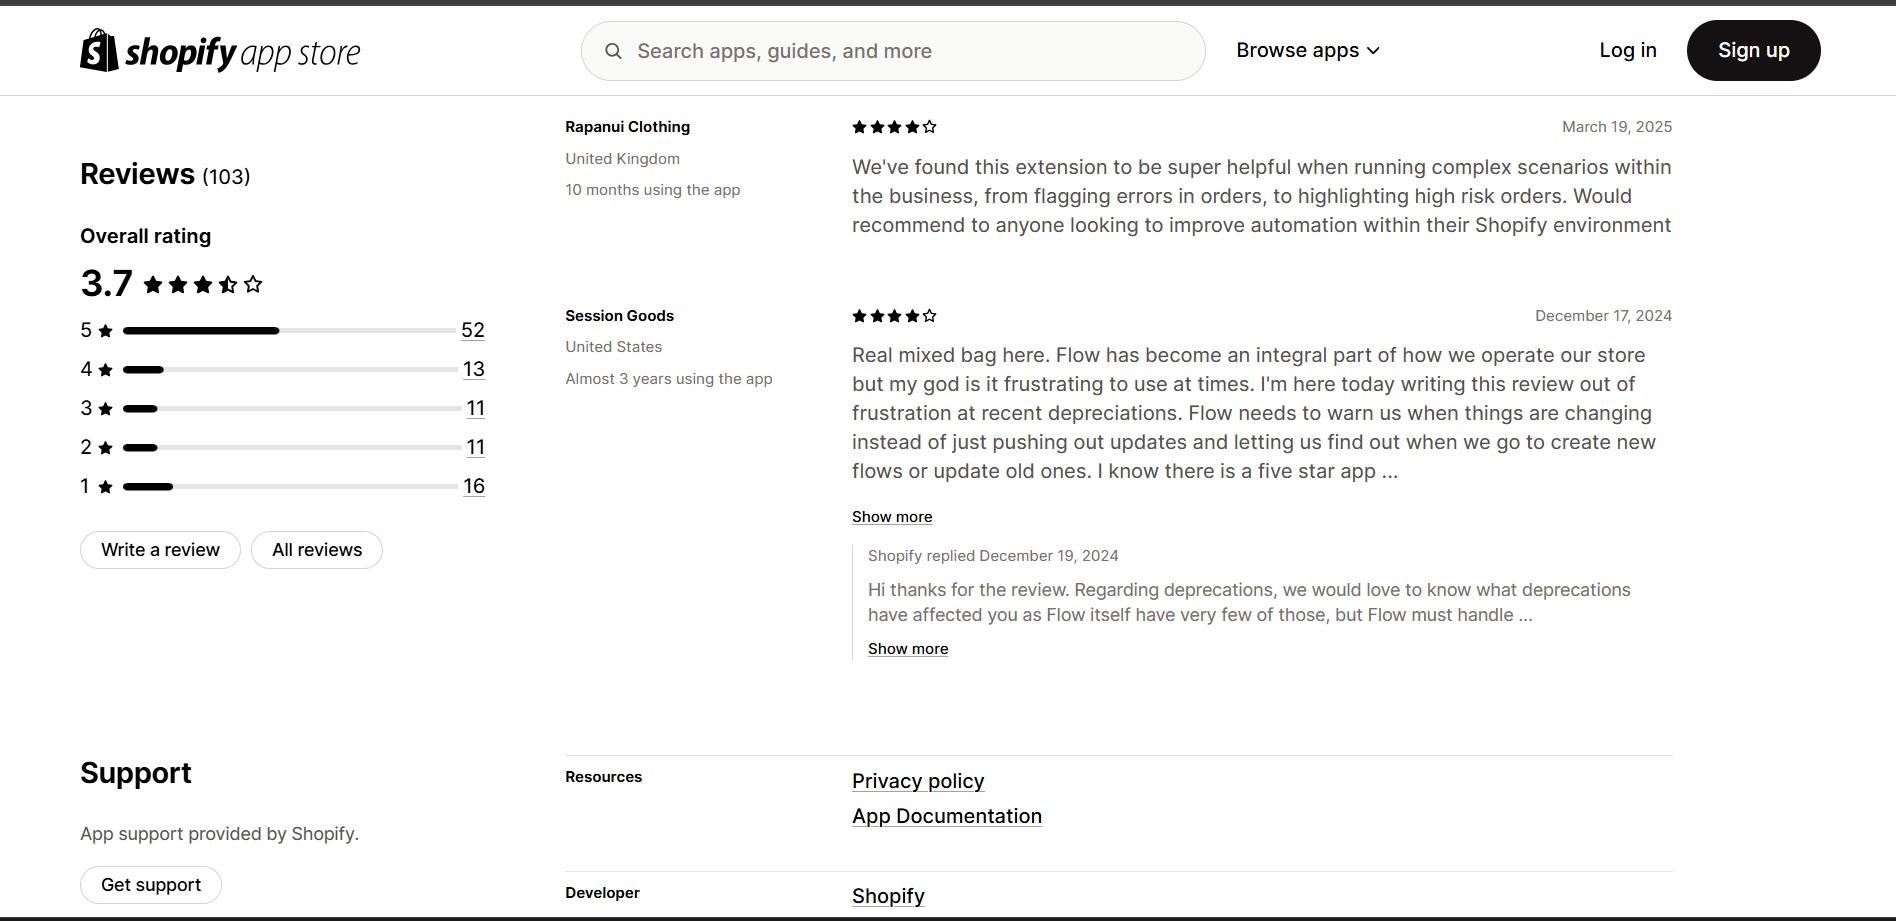 shopify app store
Search apps, guides, and more
Browse apps
Log in
Sign up
Reviews (103)
Overall rating
3.7
5 52
4 13
3 11
2 11
1 16
Write a review
All reviews
Rapanui Clothing
United Kingdom
10 months using the app
March 19, 2025
We've found this extension to be super helpful when running complex scenarios within
the business, from flagging errors in orders, to highlighting high risk orders. Would
recommend to anyone looking to improve automation within their Shopify environment
Session Goods
United States
Almost 3 years using the app
December 17, 2024
Real mixed bag here. Flow has become an integral part of how we operate our store
but my god is it frustrating to use at times. I'm here today writing this review out of
frustration at recent depreciations. Flow needs to warn us when things are changing
instead of just pushing out updates and letting us find out when we go to create new
flows or update old ones. I know there is a five star app ...
Show more
Shopify replied December 19, 2024
Hi thanks for the review. Regarding deprecations, we would love to know what deprecations
have affected you as Flow itself have very few of those, but Flow must handle ...
Show more
Support
App support provided by Shopify.
Get support
Resources
Privacy policy
App Documentation
Developer
Shopify